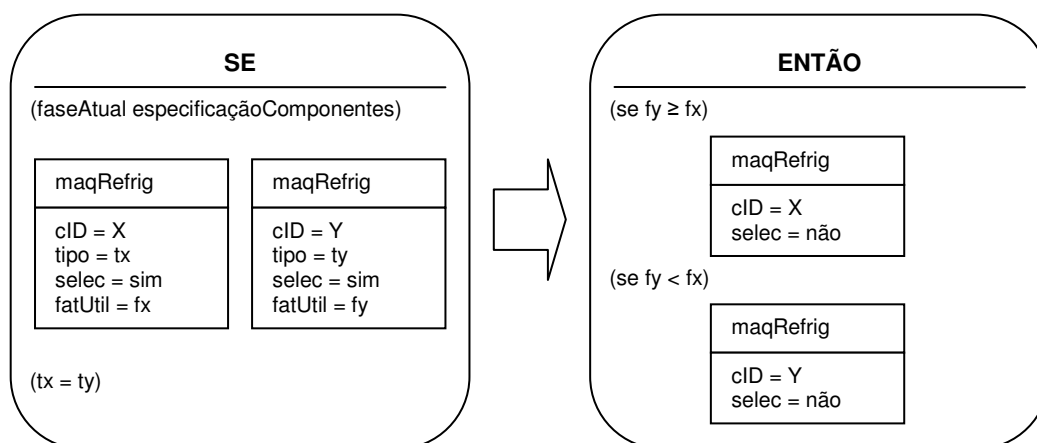 SE
(faseAtual especificaçãoComponentes)
maqRefrig
cID = X
tipo = tx
selec = sim
fatUtil = fx
maqRefrig
cID = Y
tipo = ty
selec = sim
fatUtil = fy
(tx = ty)
ENTÃO
(se fy ≥ fx)
maqRefrig
cID = X
selec = não
(se fy < fx)
maqRefrig
cID = Y
selec = não